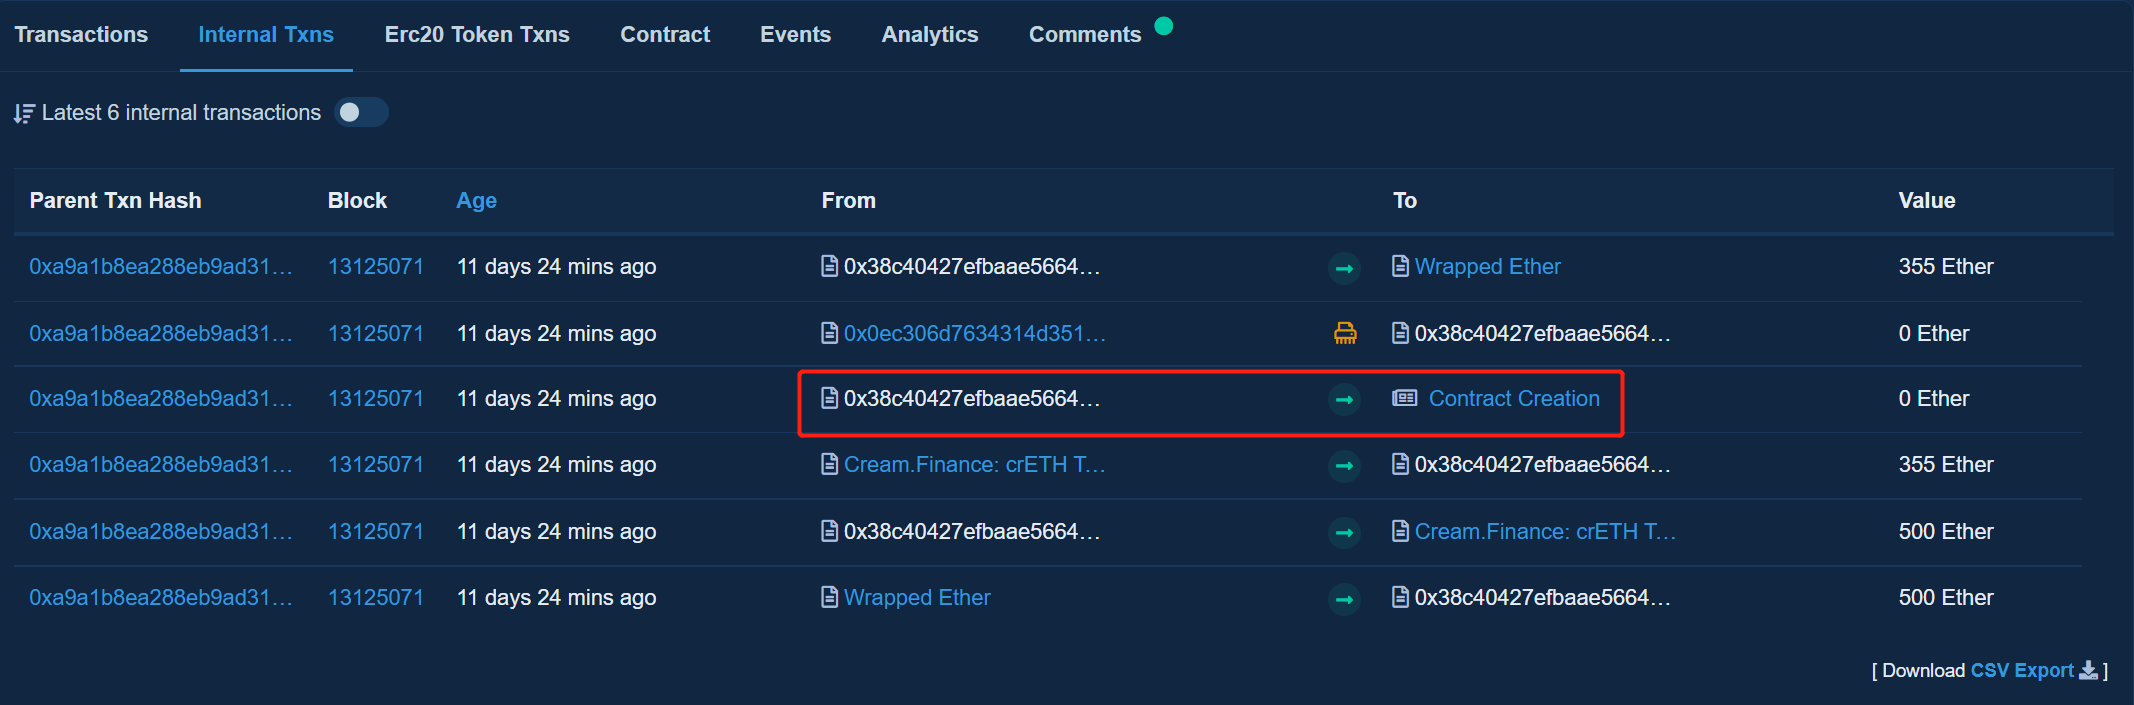 Transactions Internal Txns Erc20 Token Txns Contract Events Analytics Comments
Latest 6 internal transactions
Parent Txn Hash Block Age From To Value
0xa9a1b8ea288eb9ad31... 13125071 11 days 24 mins ago 0x38c40427efbaae5664... Wrapped Ether 355 Ether
0xa9a1b8ea288eb9ad31... 13125071 11 days 24 mins ago 0x0ec306d7634314d351... 0x38c40427efbaae5664... 0 Ether
0xa9a1b8ea288eb9ad31... 13125071 11 days 24 mins ago 0x38c40427efbaae5664... Contract Creation 0 Ether
0xa9a1b8ea288eb9ad31... 13125071 11 days 24 mins ago Cream.Finance: crETH T... 0x38c40427efbaae5664... 355 Ether
0xa9a1b8ea288eb9ad31... 13125071 11 days 24 mins ago 0x38c40427efbaae5664... Cream.Finance: crETH T... 500 Ether
0xa9a1b8ea288eb9ad31... 13125071 11 days 24 mins ago Wrapped Ether 0x38c40427efbaae5664... 500 Ether
[ Download CSV Export ]